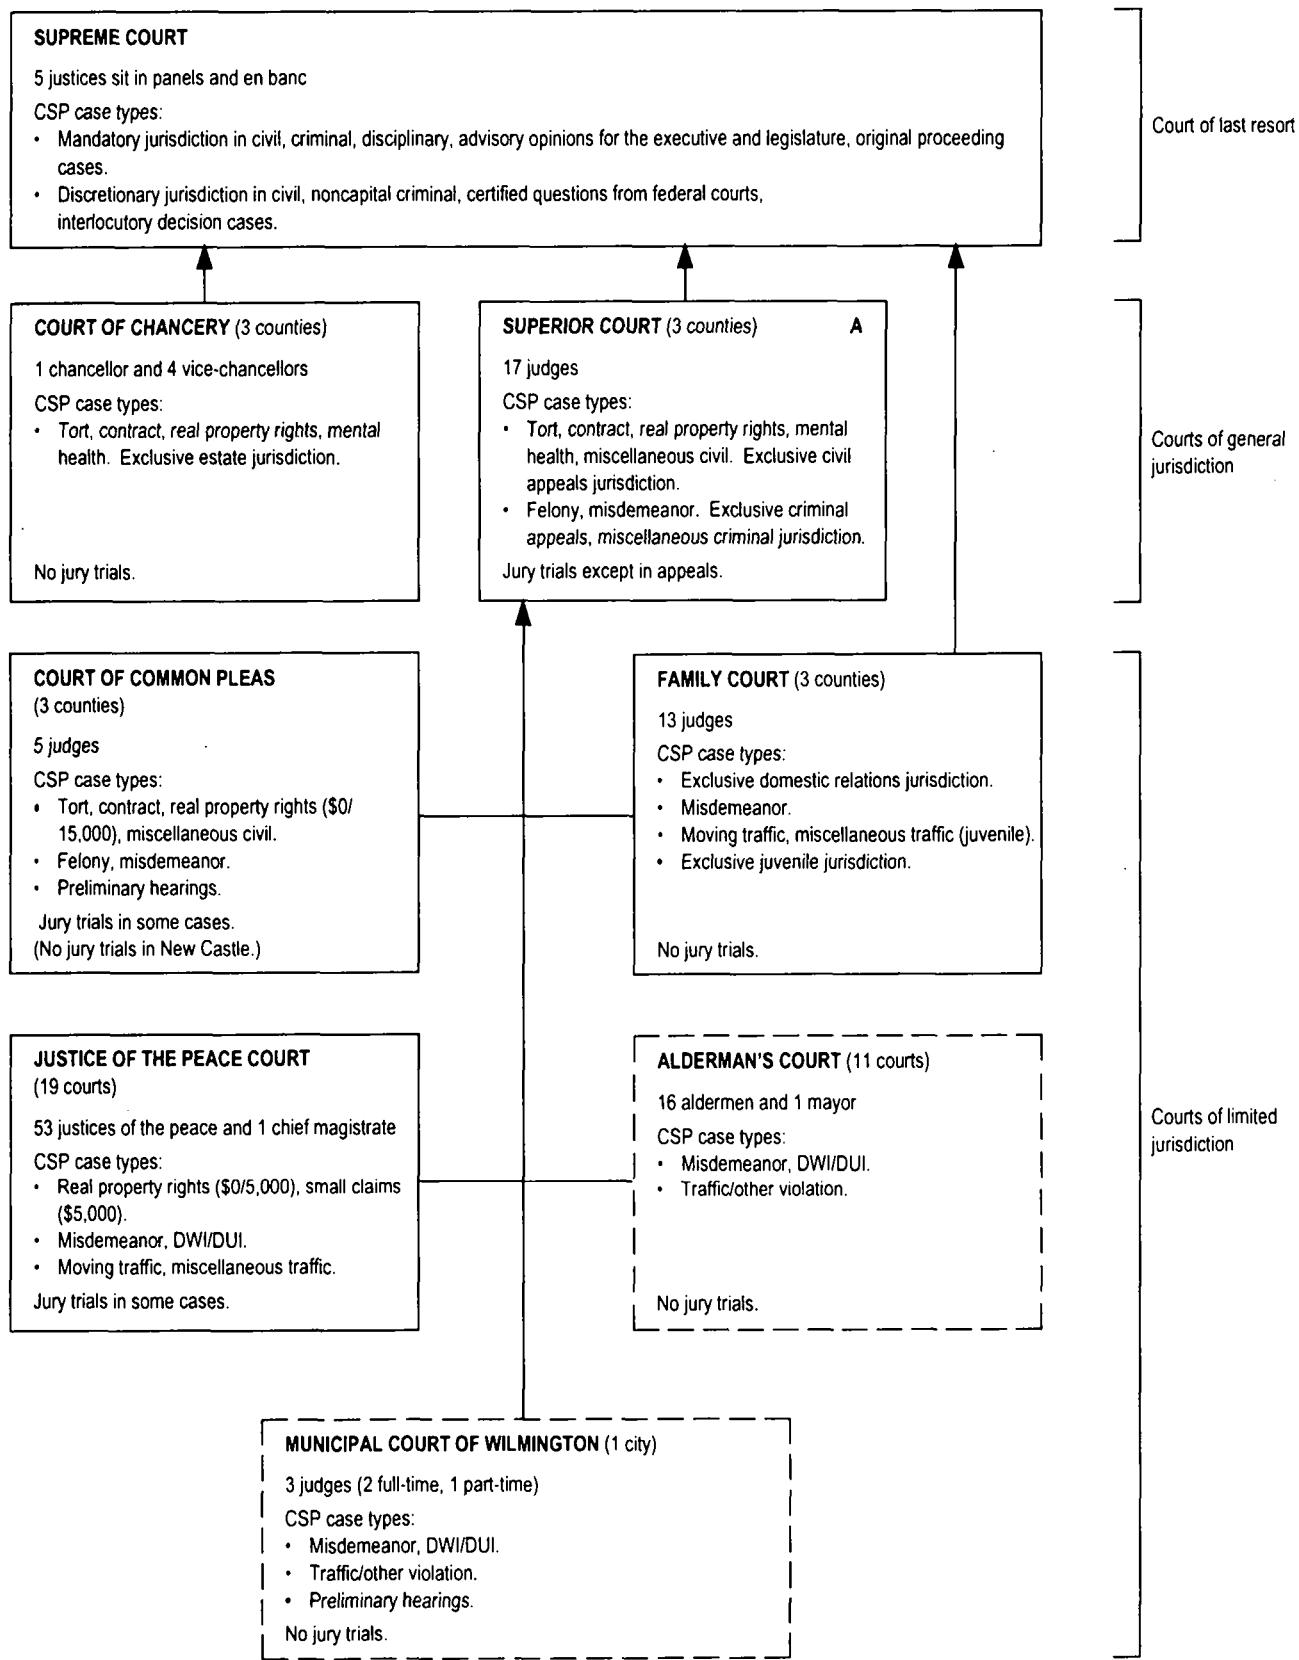 SUPREME COURT
5 justices sit in panels and en banc
CSP case types:
• Mandatory jurisdiction in civil, criminal, disciplinary, advisory opinions for the executive and legislature, original proceeding
cases.
• Discretionary jurisdiction in civil, noncapital criminal, certified questions from federal courts,
interlocutory decision cases.
Court of last resort
COURT OF CHANCERY (3 counties)
1 chancellor and 4 vice-chancellors
CSP case types:
• Tort, contract, real property rights, mental
health. Exclusive estate jurisdiction.
No jury trials.
SUPERIOR COURT (3 counties) A
17 judges
CSP case types:
• Tort, contract, real property rights, mental
health, miscellaneous civil. Exclusive civil
appeals jurisdiction.
• Felony, misdemeanor. Exclusive criminal
appeals, miscellaneous criminal jurisdiction.
Jury trials except in appeals.
Courts of general
jurisdiction
COURT OF COMMON PLEAS
(3 counties)
5 judges
CSP case types:
• Tort, contract, real property rights ($0/
15,000), miscellaneous civil.
• Felony, misdemeanor.
• Preliminary hearings.
Jury trials in some cases.
(No jury trials in New Castle.)
FAMILY COURT (3 counties)
13 judges
CSP case types:
• Exclusive domestic relations jurisdiction.
• Misdemeanor.
• Moving traffic, miscellaneous traffic (juvenile).
• Exclusive juvenile jurisdiction.
No jury trials.
JUSTICE OF THE PEACE COURT
(19 courts)
53 justices of the peace and 1 chief magistrate
CSP case types:
• Real property rights ($0/5,000), small claims
($5,000).
• Misdemeanor, DWI/DUI.
• Moving traffic, miscellaneous traffic.
Jury trials in some cases.
ALDERMAN'S COURT (11 courts)
16 aldermen and 1 mayor
CSP case types:
• Misdemeanor, DWI/DUI.
• Traffic/other violation.
No jury trials.
Courts of limited
jurisdiction
MUNICIPAL COURT OF WILMINGTON (1 city)
3 judges (2 full-time, 1 part-time)
CSP case types:
• Misdemeanor, DWI/DUI.
• Traffic/other violation.
• Preliminary hearings.
No jury trials.